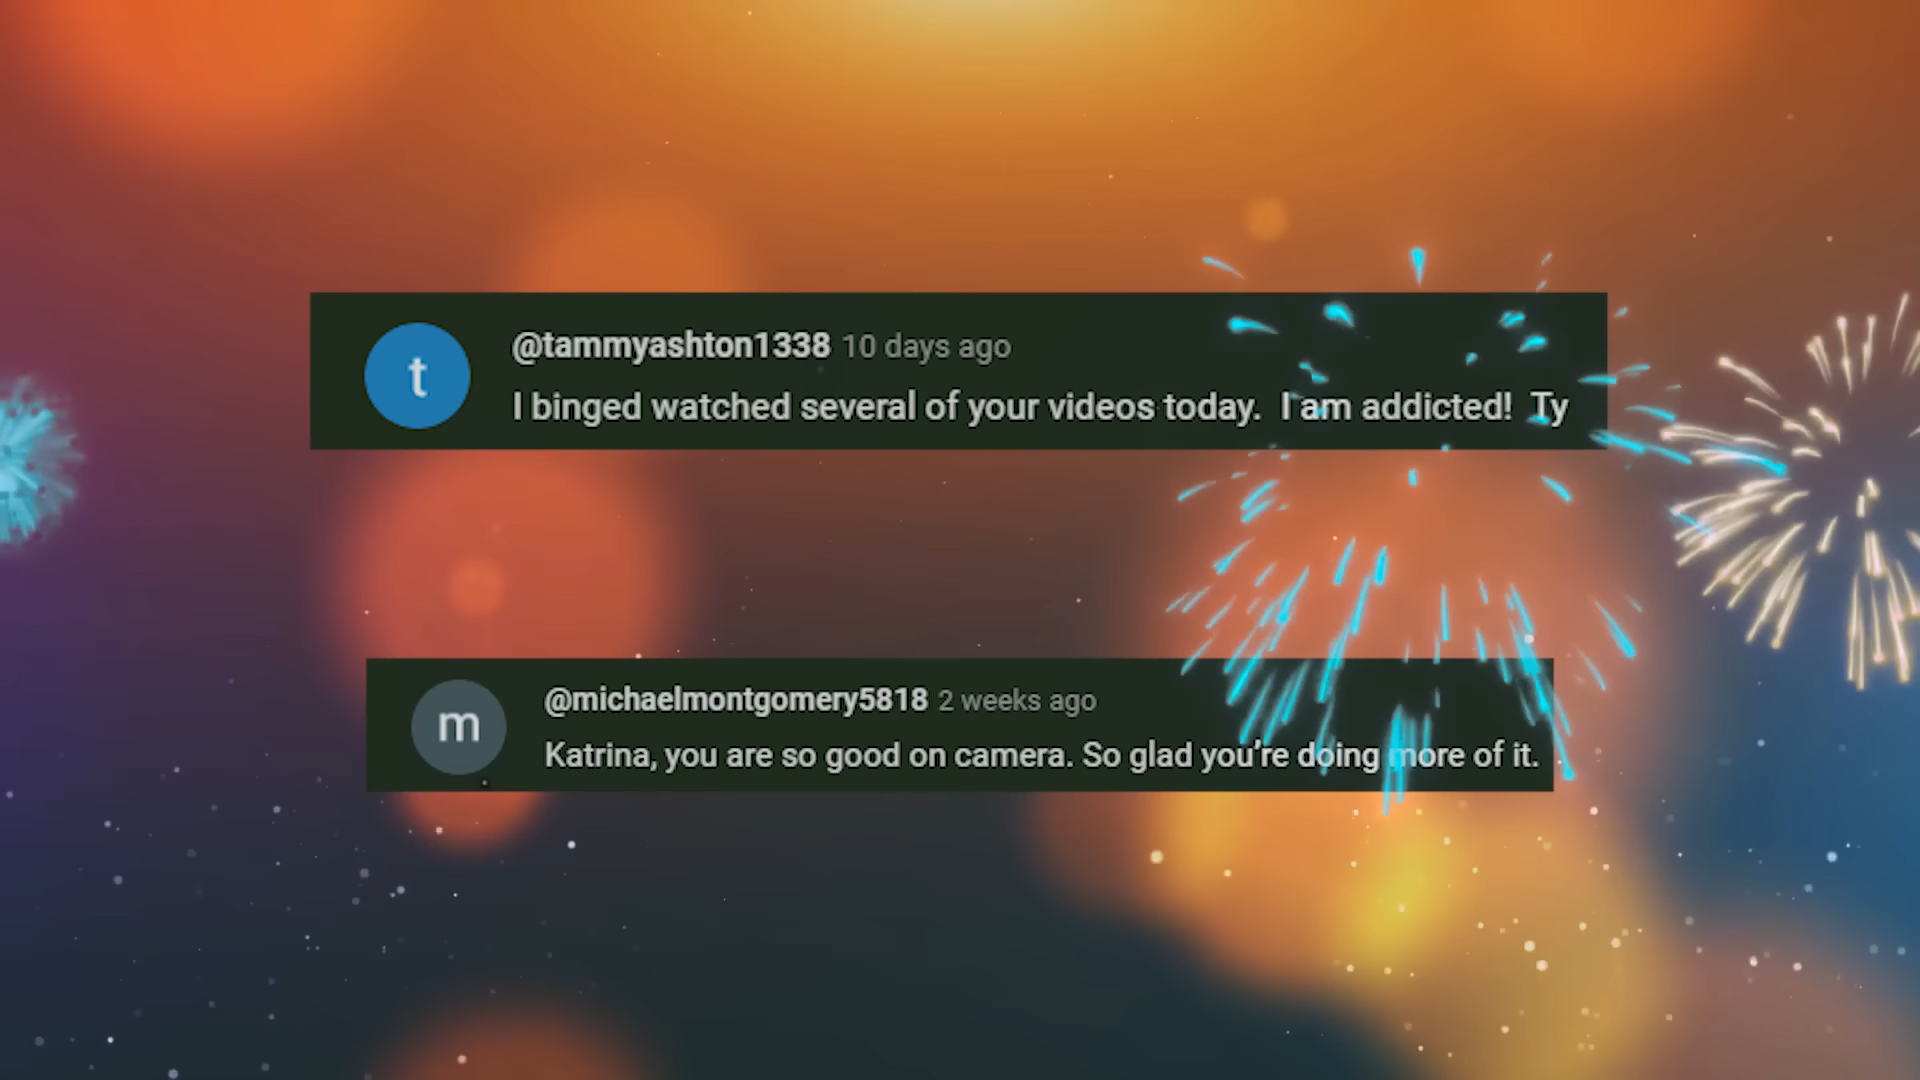 t
@tammyashton1338 10 days ago
I binged watched several of your videos today.  I am addicted!  Ty
m
@michaelmontgomery5818 2 weeks ago
Katrina, you are so good on camera. So glad you're doing more of it.